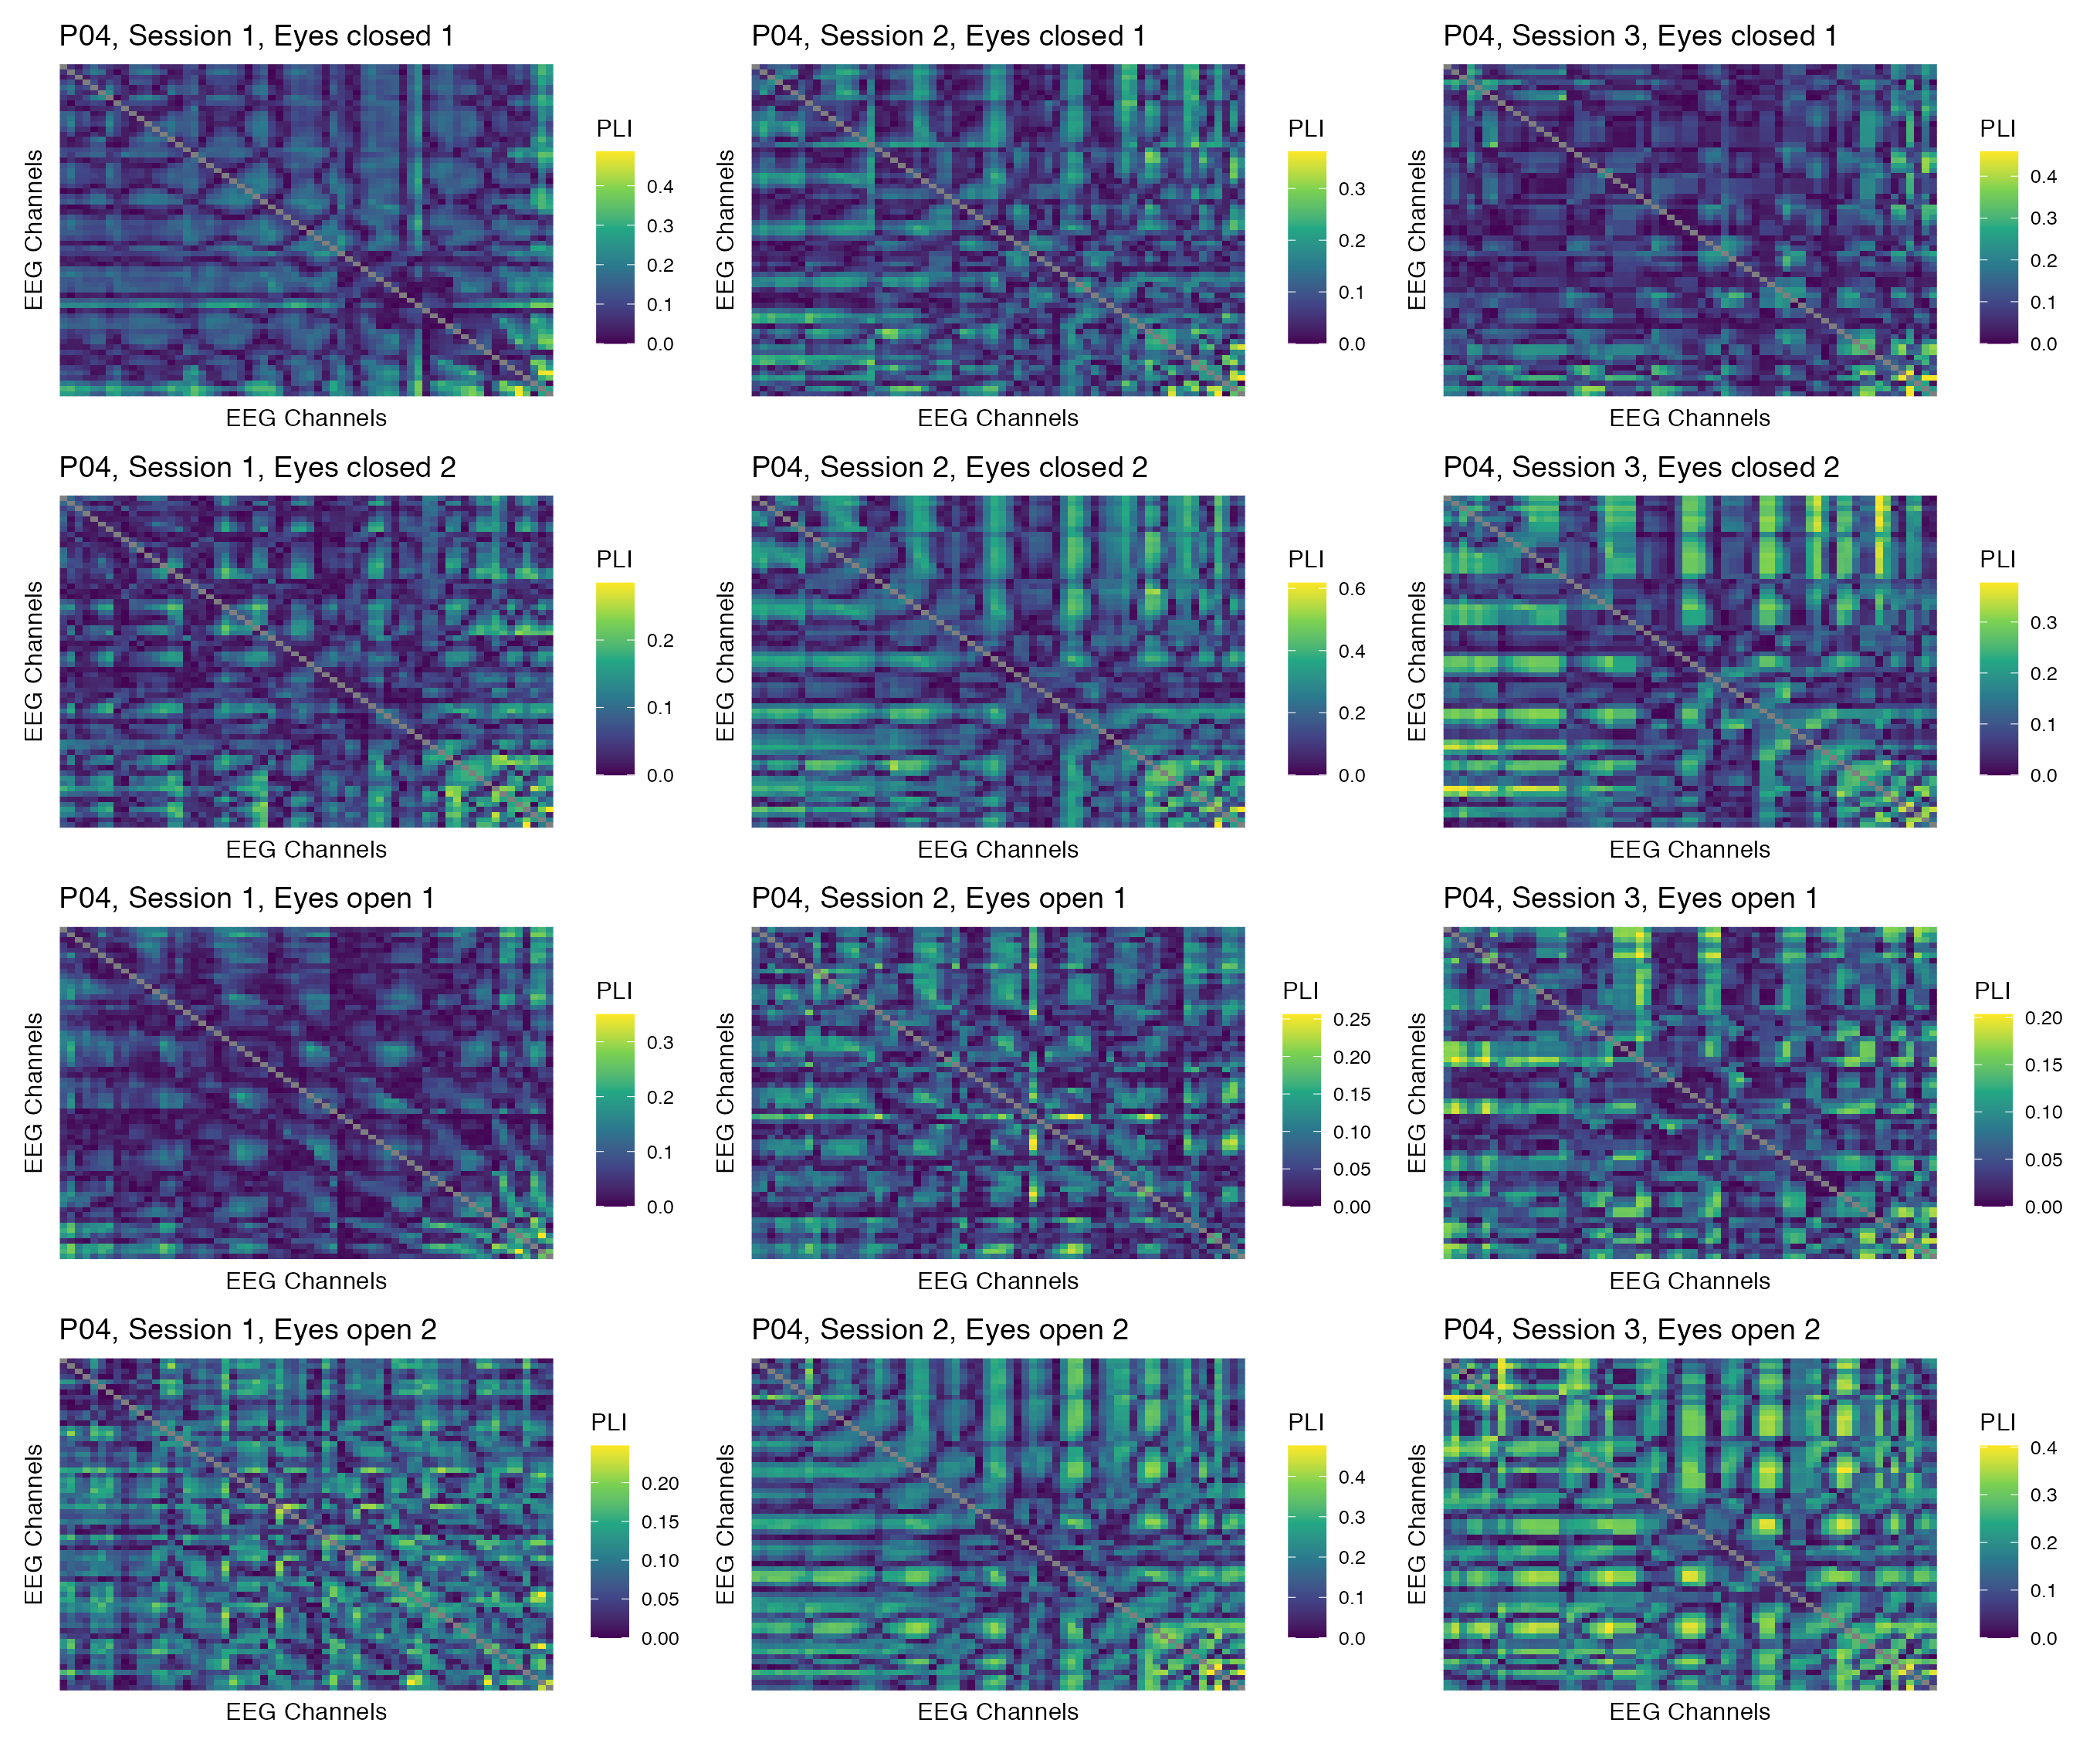 P04, Session 1, Eyes closed 1
EEG Channels
EEG Channels
PLI
0.4
0.3
0.2
0.1
0.0
P04, Session 2, Eyes closed 1
EEG Channels
EEG Channels
PLI
0.3
0.2
0.1
0.0
P04, Session 3, Eyes closed 1
EEG Channels
EEG Channels
PLI
0.4
0.3
0.2
0.1
0.0
P04, Session 1, Eyes closed 2
EEG Channels
EEG Channels
PLI
0.2
0.1
0.0
P04, Session 2, Eyes closed 2
EEG Channels
EEG Channels
PLI
0.6
0.4
0.2
0.0
P04, Session 3, Eyes closed 2
EEG Channels
EEG Channels
PLI
0.3
0.2
0.1
0.0
P04, Session 1, Eyes open 1
EEG Channels
EEG Channels
PLI
0.3
0.2
0.1
0.0
P04, Session 2, Eyes open 1
EEG Channels
EEG Channels
PLI
0.25
0.20
0.15
0.10
0.05
0.00
P04, Session 3, Eyes open 1
EEG Channels
EEG Channels
PLI
0.20
0.15
0.10
0.05
0.00
P04, Session 1, Eyes open 2
EEG Channels
EEG Channels
PLI
0.20
0.15
0.10
0.05
0.00
P04, Session 2, Eyes open 2
EEG Channels
EEG Channels
PLI
0.4
0.3
0.2
0.1
0.0
P04, Session 3, Eyes open 2
EEG Channels
EEG Channels
PLI
0.4
0.3
0.2
0.1
0.0